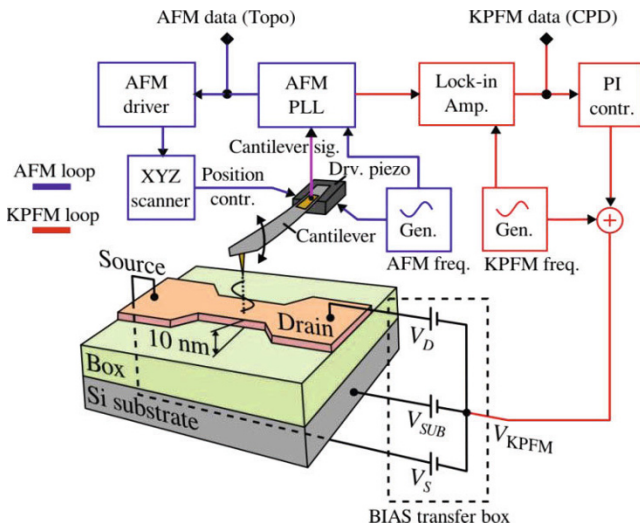 AFM data (Topo)
KPFM data (CPD)
AFM
driver
AFM
PLL
Lock-in
Amp.
PI
contr.
Cantilever sig.
Drv. piezo
AFM loop
KPFM loop
XYZ
scanner
Position
contr.
Cantilever
Gen.
Gen.
AFM freq.
KPFM freq.
Source
Drain
10 nm
Box
Si substrate
V_D
V_SUB
V_S
V_KPFM
BIAS transfer box